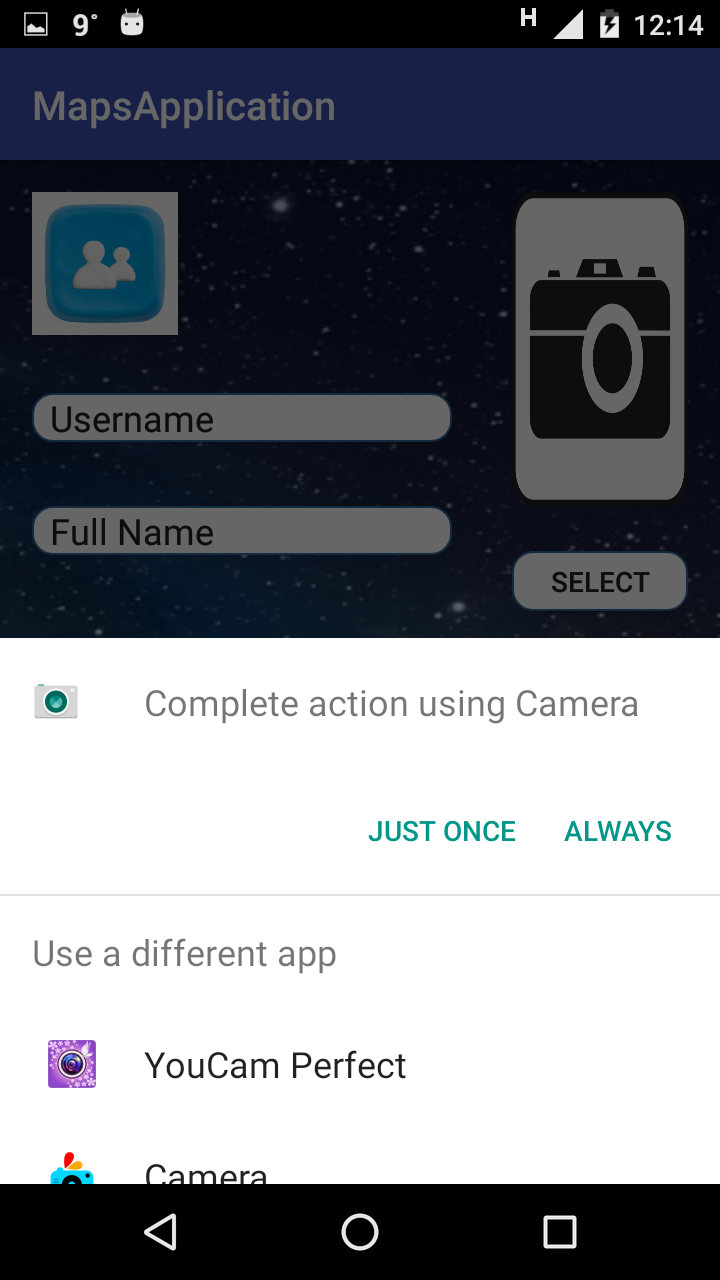 9° H 12:14
MapsApplication
Username
Full Name
SELECT
Complete action using Camera
JUST ONCE ALWAYS
Use a different app
YouCam Perfect
Camera